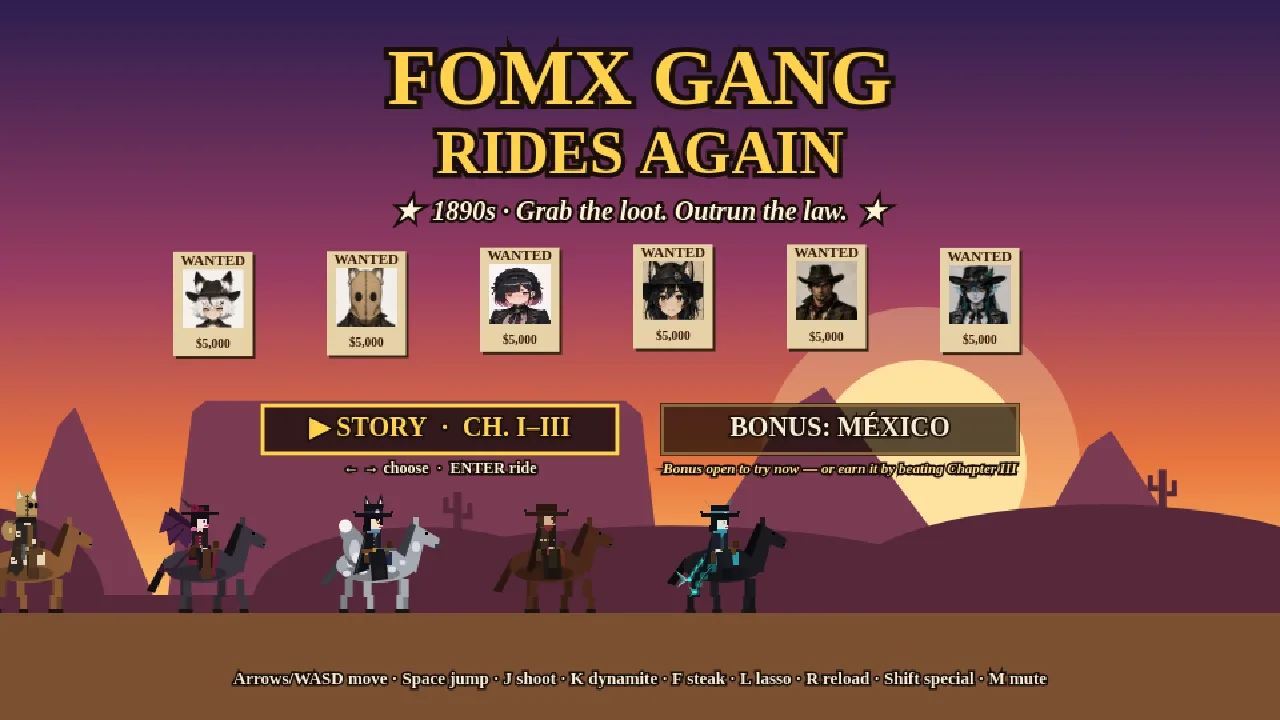 FOMX GANG
RIDES AGAIN
★ 1890s · Grab the loot. Outrun the law. ★
WANTED WANTED WANTED WANTED WANTED WANTED
$5,000 $5,000 $5,000 $5,000 $5,000 $5,000
▶ STORY · CH. I–III
BONUS: MÉXICO
← → choose · ENTER ride
Bonus open to try now — or earn it by beating Chapter III
Arrows/WASD move · Space jump · J shoot · K dynamite · F steak · L lasso · R reload · Shift special · M mute